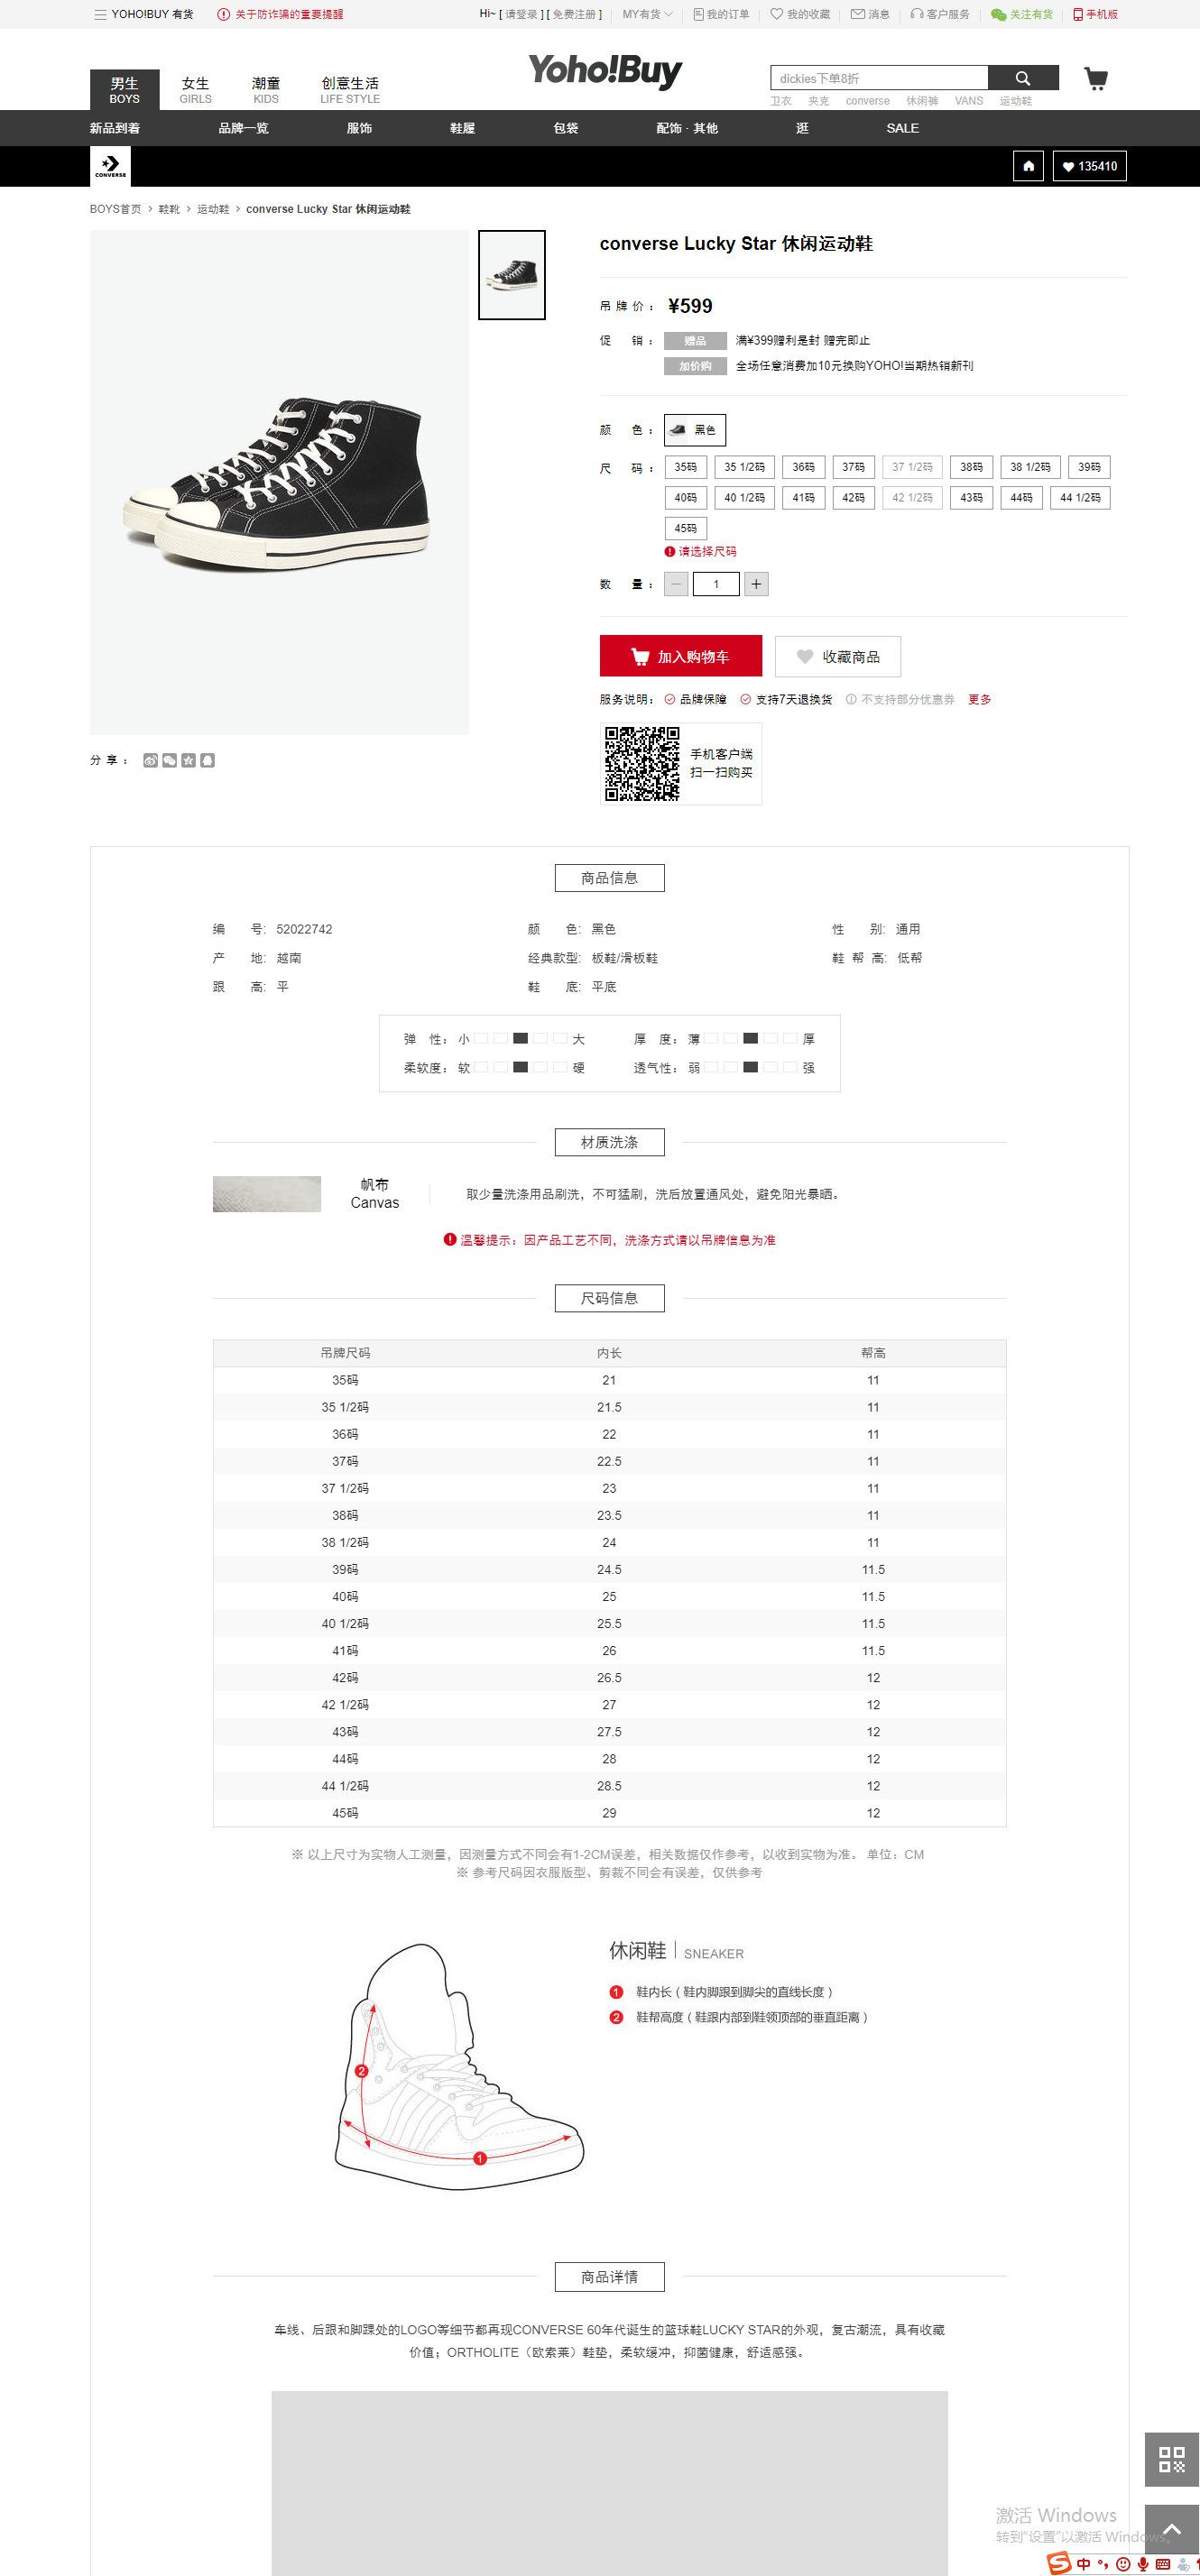 YOHO!BUY 有货 关于防诈骗的重要提醒 Hi~ [ 请登录 ] [ 免费注册 ] MY有货 我的订单 我的收藏 消息 客户服务 关注有货 手机版
男生 女生 潮童 创意生活
BOYS GIRLS KIDS LIFE STYLE
Yoho!Buy
dickies下单8折
卫衣 夹克 converse 休闲裤 VANS 运动鞋
新品到着 品牌一览 服饰 鞋履 包袋 配饰 · 其他 逛 SALE
CONVERSE
135410
BOYS首页 > 鞋靴 > 运动鞋 > converse Lucky Star 休闲运动鞋
converse Lucky Star 休闲运动鞋
吊牌价： ¥599
促 销： 赠品 满¥399赠利是封 赠完即止
加价购 全场任意消费加10元换购YOHO!当期热销新刊
颜 色： 黑色
尺 码： 35码 35 1/2码 36码 37码 37 1/2码 38码 38 1/2码 39码
40码 40 1/2码 41码 42码 42 1/2码 43码 44码 44 1/2码
45码
请选择尺码
数 量： 1
加入购物车 收藏商品
服务说明： 品牌保障 支持7天退换货 不支持部分优惠券 更多
手机客户端
扫一扫购买
分享：
商品信息
编 号: 52022742 颜 色: 黑色 性 别: 通用
产 地: 越南 经典款型: 板鞋/滑板鞋 鞋 帮 高: 低帮
跟 高: 平 鞋 底: 平底
弹 性： 小 大 厚 度： 薄 厚
柔软度： 软 硬 透气性： 弱 强
材质洗涤
帆布
Canvas
取少量洗涤用品刷洗，不可猛刷，洗后放置通风处，避免阳光暴晒。
温馨提示：因产品工艺不同，洗涤方式请以吊牌信息为准
尺码信息
吊牌尺码 内长 帮高
35码 21 11
35 1/2码 21.5 11
36码 22 11
37码 22.5 11
37 1/2码 23 11
38码 23.5 11
38 1/2码 24 11
39码 24.5 11.5
40码 25 11.5
40 1/2码 25.5 11.5
41码 26 11.5
42码 26.5 12
42 1/2码 27 12
43码 27.5 12
44码 28 12
44 1/2码 28.5 12
45码 29 12
※ 以上尺寸为实物人工测量，因测量方式不同会有1-2CM误差，相关数据仅作参考，以收到实物为准。 单位：CM
※ 参考尺码因衣服版型、剪裁不同会有误差，仅供参考
休闲鞋 | SNEAKER
1 鞋内长（鞋内脚跟到脚尖的直线长度）
2 鞋帮高度（鞋跟内部到鞋领顶部的垂直距离）
2
1
商品详情
车线、后跟和脚踝处的LOGO等细节都再现CONVERSE 60年代诞生的篮球鞋LUCKY STAR的外观，复古潮流，具有收藏
价值；ORTHOLITE（欧索莱）鞋垫，柔软缓冲，抑菌健康，舒适感强。
激活 Windows
转到"设置"以激活 Windows。
中